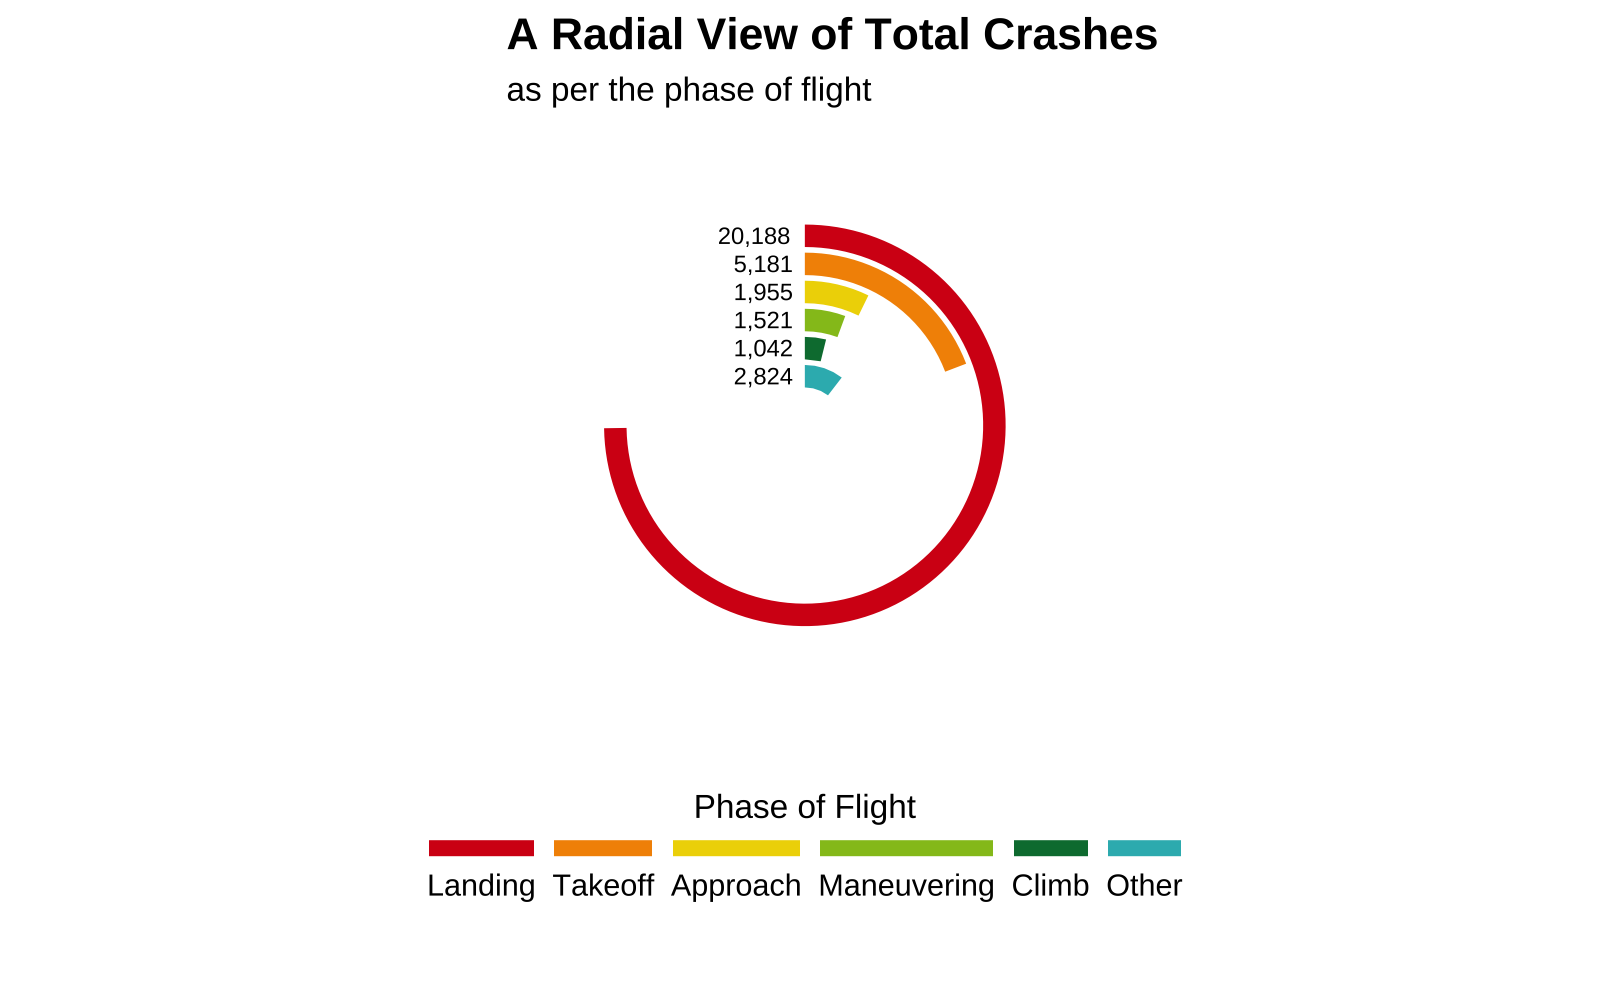 A Radial View of Total Crashes
as per the phase of flight
20,188
5,181
1,955
1,521
1,042
2,824
Phase of Flight
Landing Takeoff Approach Maneuvering Climb Other